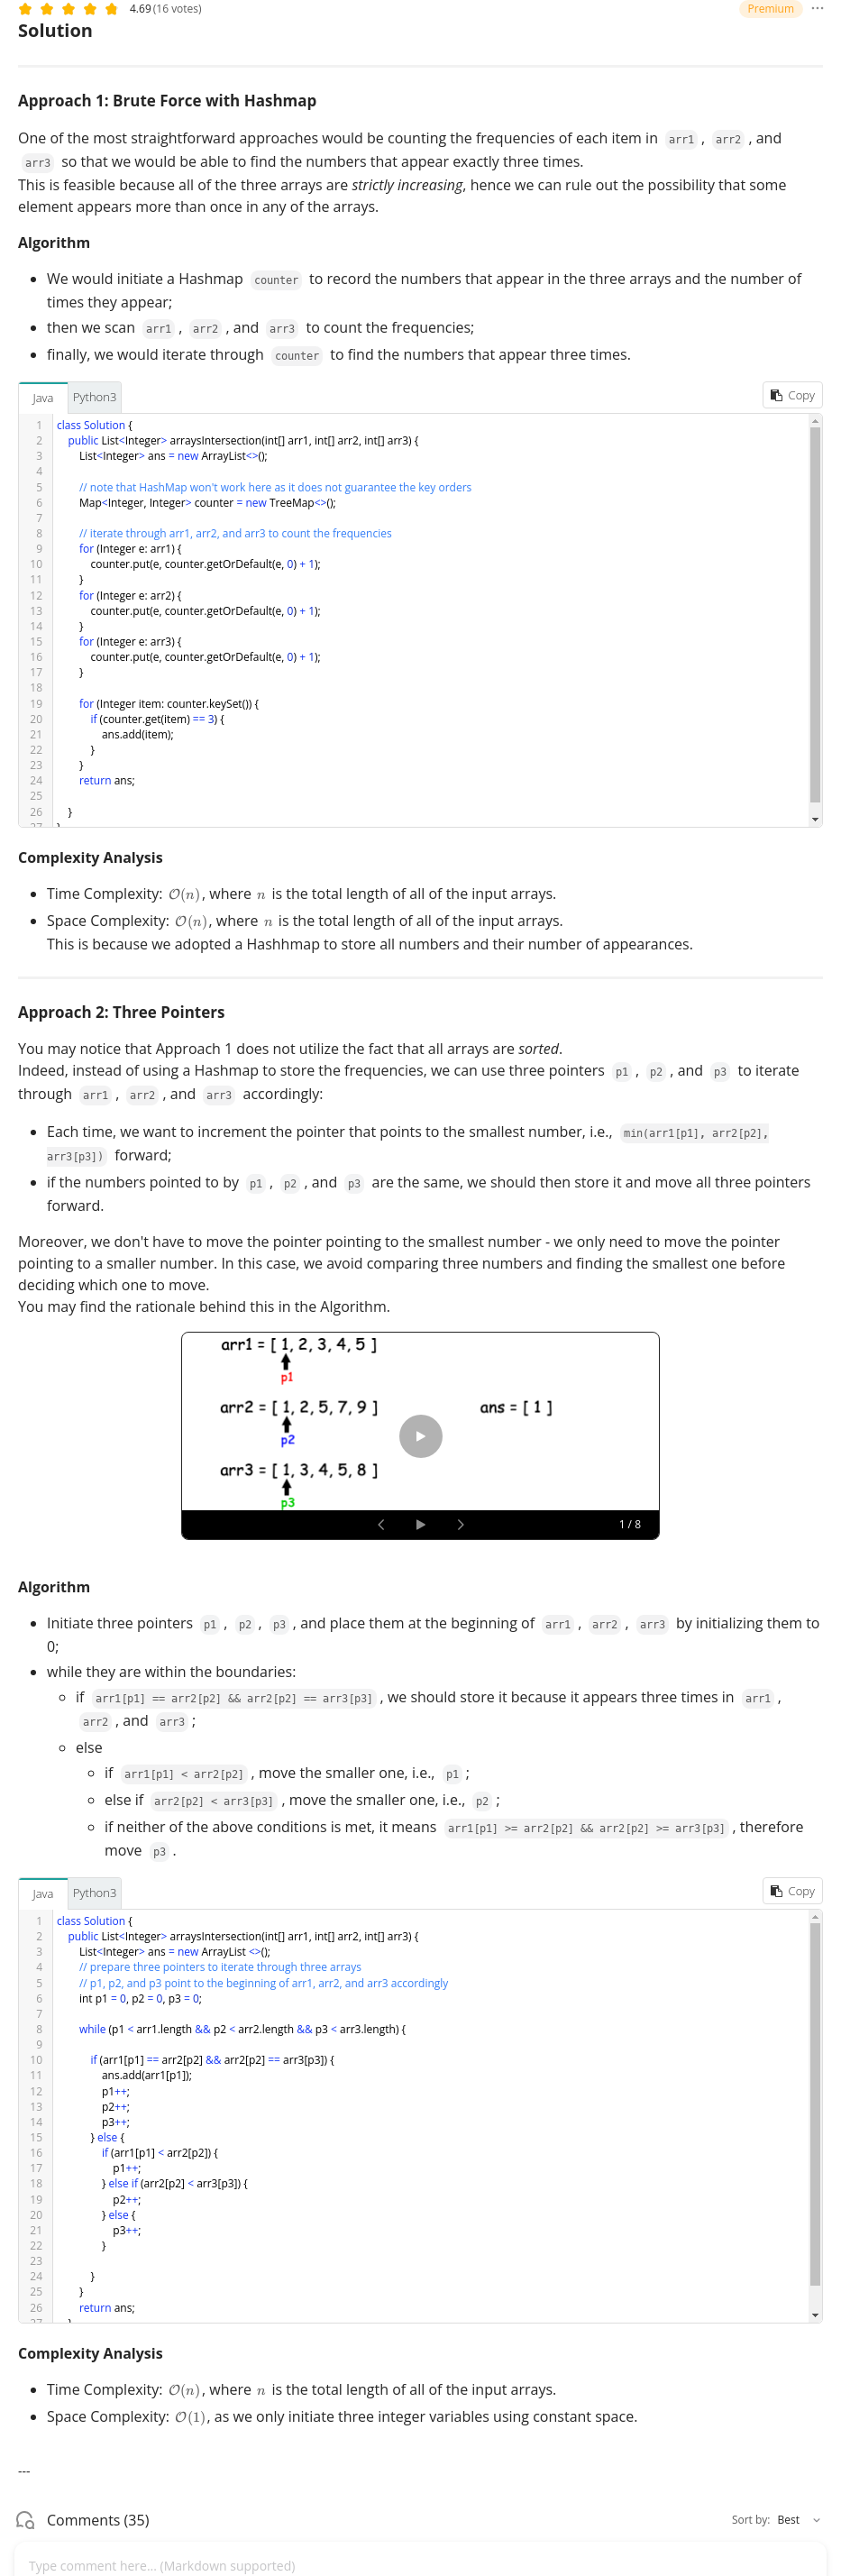 4.69 (16 votes)
Premium ...
Solution
Approach 1: Brute Force with Hashmap
One of the most straightforward approaches would be counting the frequencies of each item in arr1 , arr2 , and
arr3 so that we would be able to find the numbers that appear exactly three times.
This is feasible because all of the three arrays are strictly increasing, hence we can rule out the possibility that some
element appears more than once in any of the arrays.
Algorithm
• We would initiate a Hashmap counter to record the numbers that appear in the three arrays and the number of
times they appear;
• then we scan arr1 , arr2 , and arr3 to count the frequencies;
• finally, we would iterate through counter to find the numbers that appear three times.
Java Python3 Copy
1 class Solution {
2 public List<Integer> arraysIntersection(int[] arr1, int[] arr2, int[] arr3) {
3 List<Integer> ans = new ArrayList<>();
4
5 // note that HashMap won't work here as it does not guarantee the key orders
6 Map<Integer, Integer> counter = new TreeMap<>();
7
8 // iterate through arr1, arr2, and arr3 to count the frequencies
9 for (Integer e: arr1) {
10 counter.put(e, counter.getOrDefault(e, 0) + 1);
11 }
12 for (Integer e: arr2) {
13 counter.put(e, counter.getOrDefault(e, 0) + 1);
14 }
15 for (Integer e: arr3) {
16 counter.put(e, counter.getOrDefault(e, 0) + 1);
17 }
18
19 for (Integer item: counter.keySet()) {
20 if (counter.get(item) == 3) {
21 ans.add(item);
22 }
23 }
24 return ans;
25
26 }
27 }
Complexity Analysis
• Time Complexity: O(n), where n is the total length of all of the input arrays.
• Space Complexity: O(n), where n is the total length of all of the input arrays.
This is because we adopted a Hashhmap to store all numbers and their number of appearances.
Approach 2: Three Pointers
You may notice that Approach 1 does not utilize the fact that all arrays are sorted.
Indeed, instead of using a Hashmap to store the frequencies, we can use three pointers p1 , p2 , and p3 to iterate
through arr1 , arr2 , and arr3 accordingly:
• Each time, we want to increment the pointer that points to the smallest number, i.e., min(arr1[p1], arr2[p2],
arr3[p3]) forward;
• if the numbers pointed to by p1 , p2 , and p3 are the same, we should then store it and move all three pointers
forward.
Moreover, we don't have to move the pointer pointing to the smallest number - we only need to move the pointer
pointing to a smaller number. In this case, we avoid comparing three numbers and finding the smallest one before
deciding which one to move.
You may find the rationale behind this in the Algorithm.
arr1 = [ 1, 2, 3, 4, 5 ]
p1
arr2 = [ 1, 2, 5, 7, 9 ] ans = [ 1 ]
p2
arr3 = [ 1, 3, 4, 5, 8 ]
p3
1 / 8
Algorithm
• Initiate three pointers p1 , p2 , p3 , and place them at the beginning of arr1 , arr2 , arr3 by initializing them to
0;
• while they are within the boundaries:
◦ if arr1[p1] == arr2[p2] && arr2[p2] == arr3[p3] , we should store it because it appears three times in arr1 ,
arr2 , and arr3 ;
◦ else
◦ if arr1[p1] < arr2[p2] , move the smaller one, i.e., p1 ;
◦ else if arr2[p2] < arr3[p3] , move the smaller one, i.e., p2 ;
◦ if neither of the above conditions is met, it means arr1[p1] >= arr2[p2] && arr2[p2] >= arr3[p3] , therefore
move p3 .
Java Python3 Copy
1 class Solution {
2 public List<Integer> arraysIntersection(int[] arr1, int[] arr2, int[] arr3) {
3 List<Integer> ans = new ArrayList <>();
4 // prepare three pointers to iterate through three arrays
5 // p1, p2, and p3 point to the beginning of arr1, arr2, and arr3 accordingly
6 int p1 = 0, p2 = 0, p3 = 0;
7
8 while (p1 < arr1.length && p2 < arr2.length && p3 < arr3.length) {
9
10 if (arr1[p1] == arr2[p2] && arr2[p2] == arr3[p3]) {
11 ans.add(arr1[p1]);
12 p1++;
13 p2++;
14 p3++;
15 } else {
16 if (arr1[p1] < arr2[p2]) {
17 p1++;
18 } else if (arr2[p2] < arr3[p3]) {
19 p2++;
20 } else {
21 p3++;
22 }
23
24 }
25 }
26 return ans;
27 }
Complexity Analysis
• Time Complexity: O(n), where n is the total length of all of the input arrays.
• Space Complexity: O(1), as we only initiate three integer variables using constant space.
---
Comments (35) Sort by: Best
Type comment here... (Markdown supported)